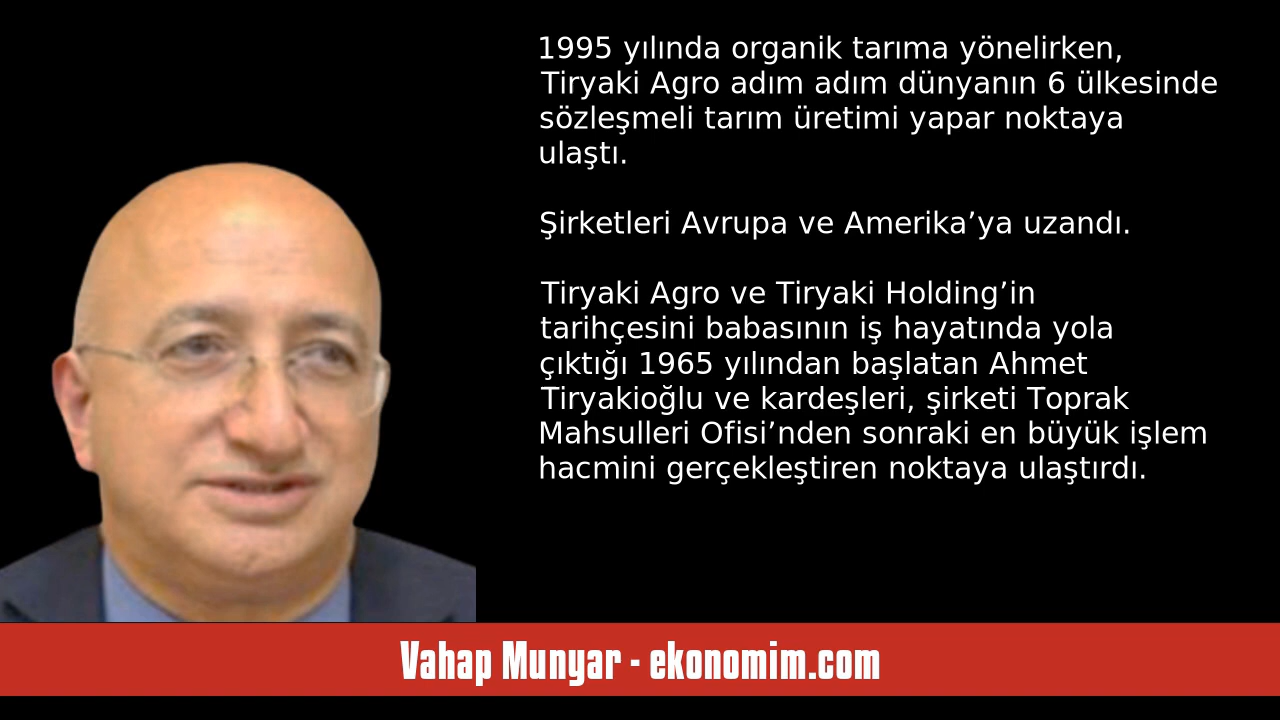 1995 yılında organik tarıma yönelirken,
Tiryaki Agro adım adım dünyanın 6 ülkesinde
sözleşmeli tarım üretimi yapar noktaya
ulaştı.
Şirketleri Avrupa ve Amerika’ya uzandı.
Tiryaki Agro ve Tiryaki Holding’in
tarihçesini babasının iş hayatında yola
çıktığı 1965 yılından başlatan Ahmet
Tiryakioğlu ve kardeşleri, şirketi Toprak
Mahsulleri Ofisi’nden sonraki en büyük işlem
hacmini gerçekleştiren noktaya ulaştırdı.
Vahap Munyar - ekonomim.com